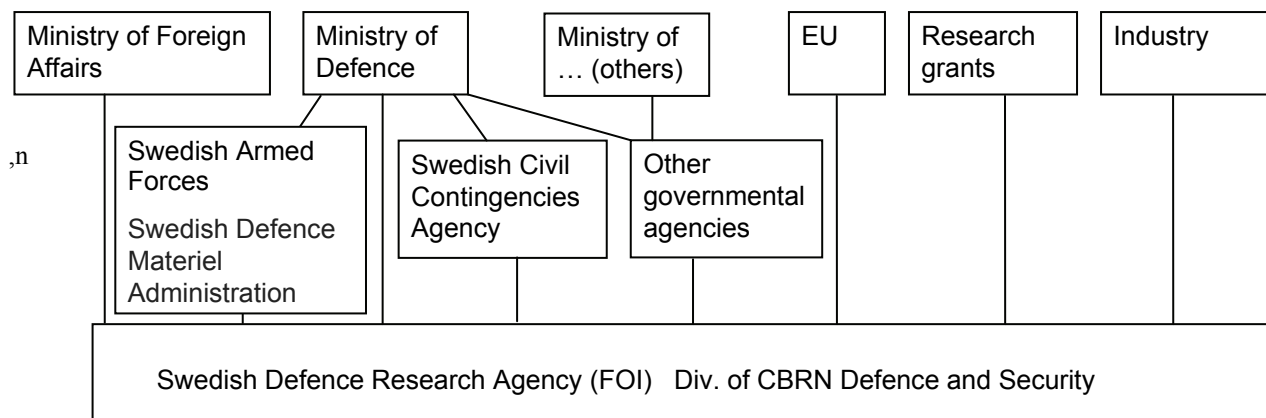 Ministry of Foreign
Affairs
Ministry of
Defence
Ministry of
… (others)
EU
Research
grants
Industry
,n
Swedish Armed
Forces
Swedish Defence
Materiel
Administration
Swedish Civil
Contingencies
Agency
Other
governmental
agencies
Swedish Defence Research Agency (FOI) Div. of CBRN Defence and Security